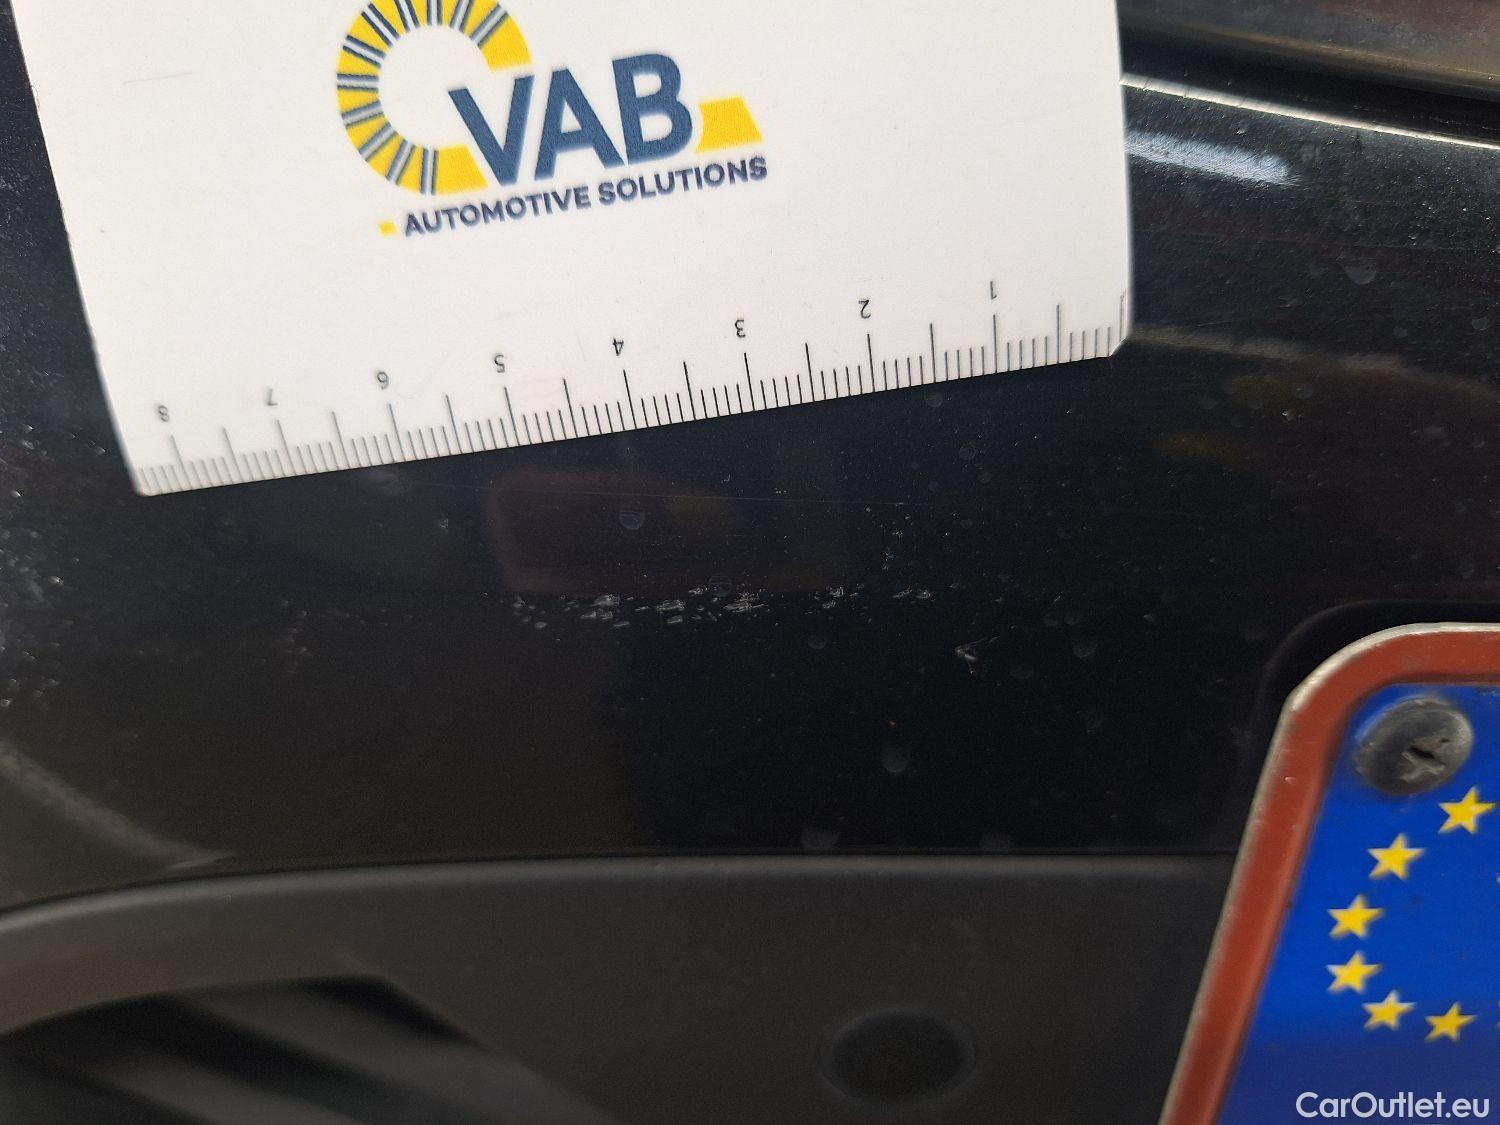 VAB
AUTOMOTIVE SOLUTIONS
8 7 6 5 4 3 2 1
CarOutlet.eu